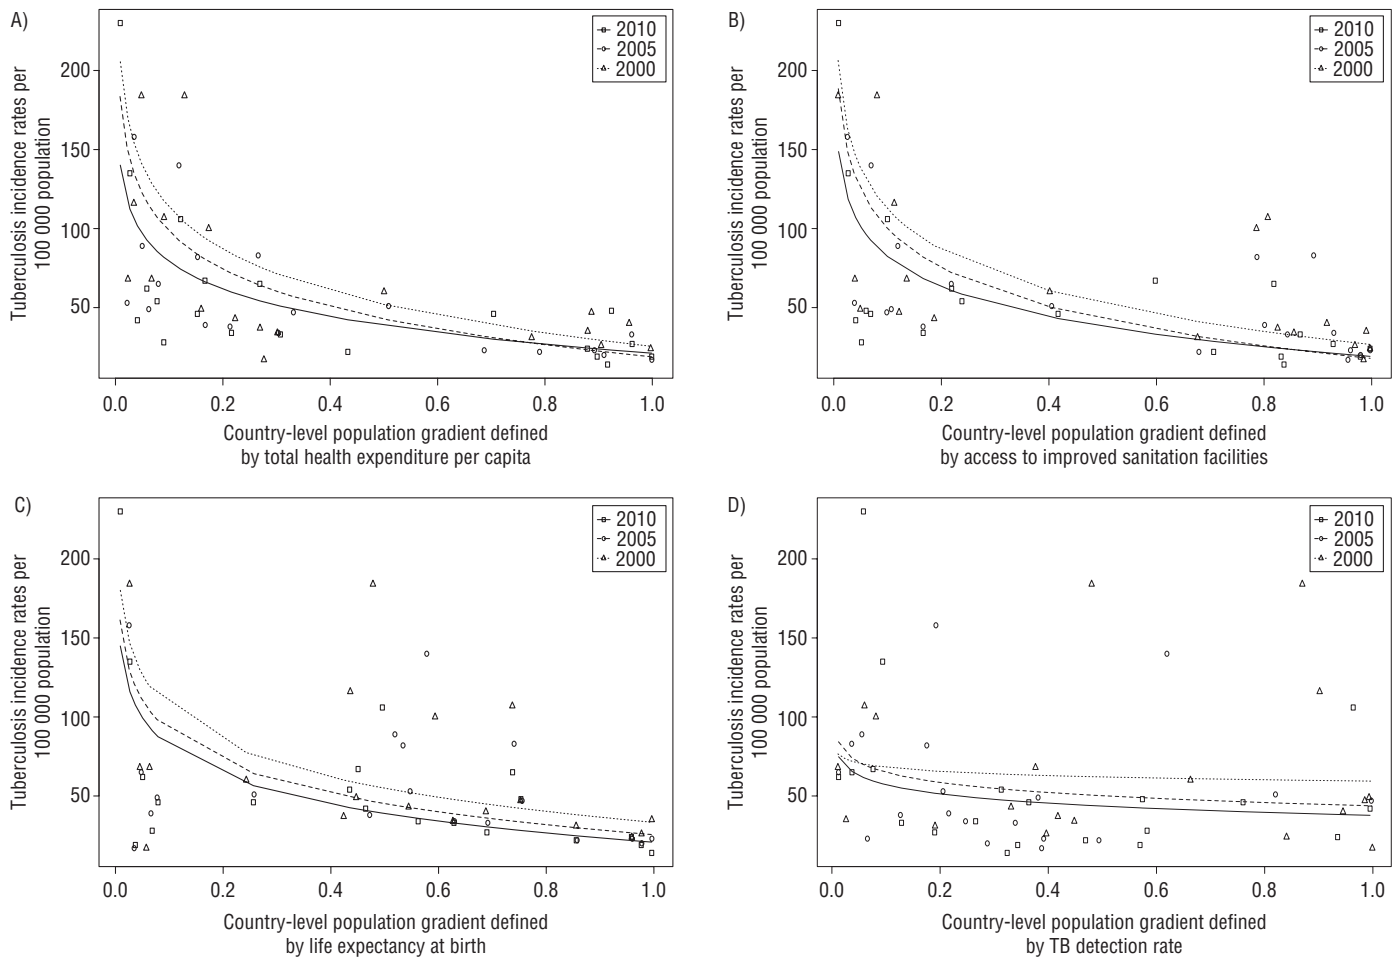 A)
2010
2005
2000
200
150
100
50
Tuberculosis incidence rates per
100 000 population
0.0 0.2 0.4 0.6 0.8 1.0
Country-level population gradient defined
by total health expenditure per capita
B)
2010
2005
2000
200
150
100
50
Tuberculosis incidence rates per
100 000 population
0.0 0.2 0.4 0.6 0.8 1.0
Country-level population gradient defined
by access to improved sanitation facilities
C)
2010
2005
2000
200
150
100
50
Tuberculosis incidence rates per
100 000 population
0.0 0.2 0.4 0.6 0.8 1.0
Country-level population gradient defined
by life expectancy at birth
D)
2010
2005
2000
200
150
100
50
Tuberculosis incidence rates per
100 000 population
0.0 0.2 0.4 0.6 0.8 1.0
Country-level population gradient defined
by TB detection rate